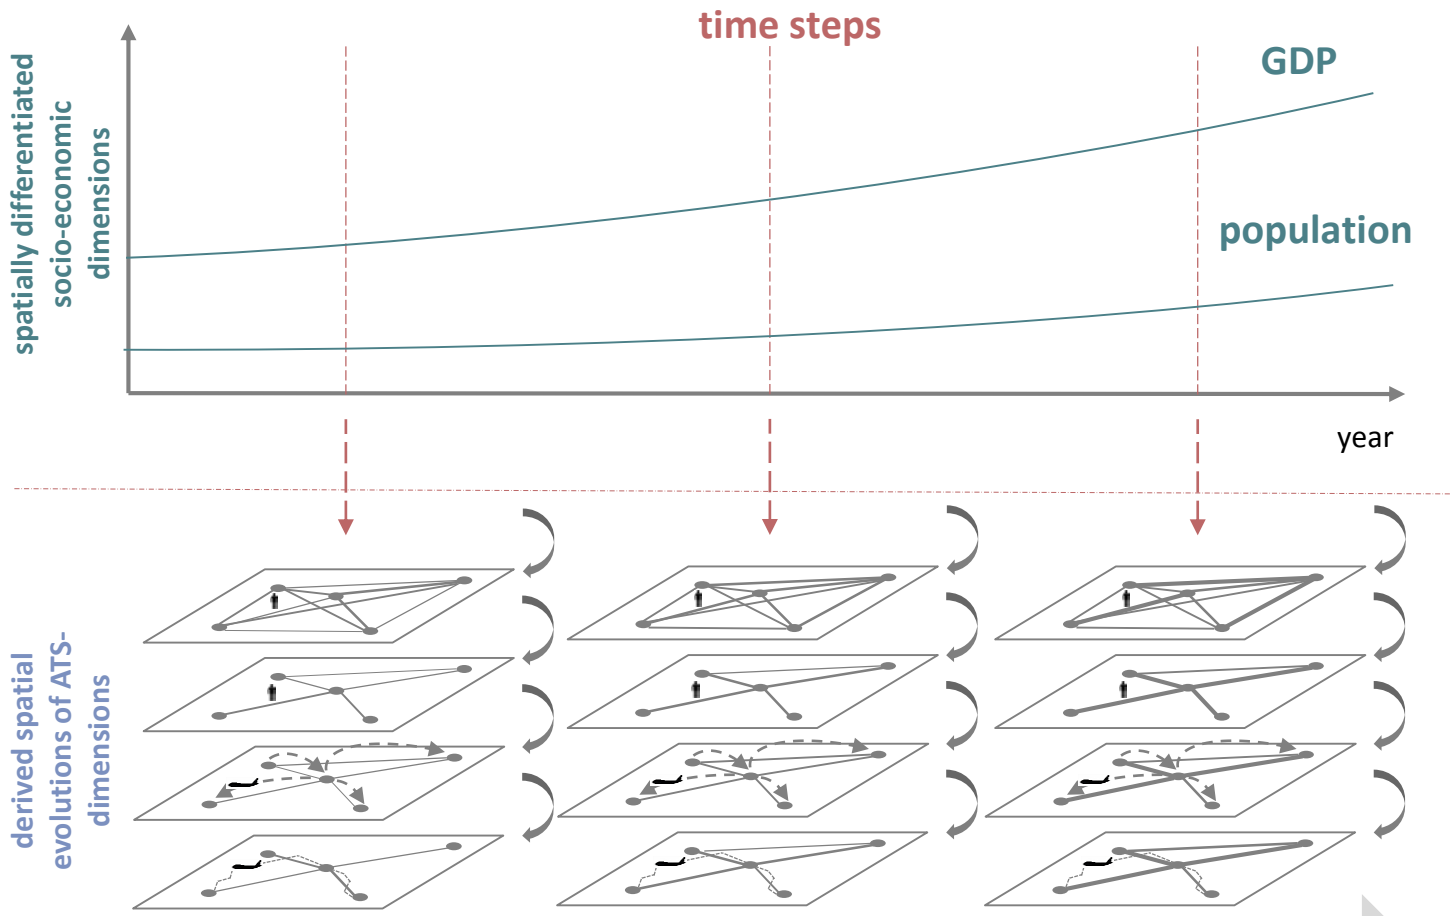 time steps
GDP
spatially differentiated
socio-economic
dimensions
population
year
derived spatial
evolutions of ATS-
dimensions